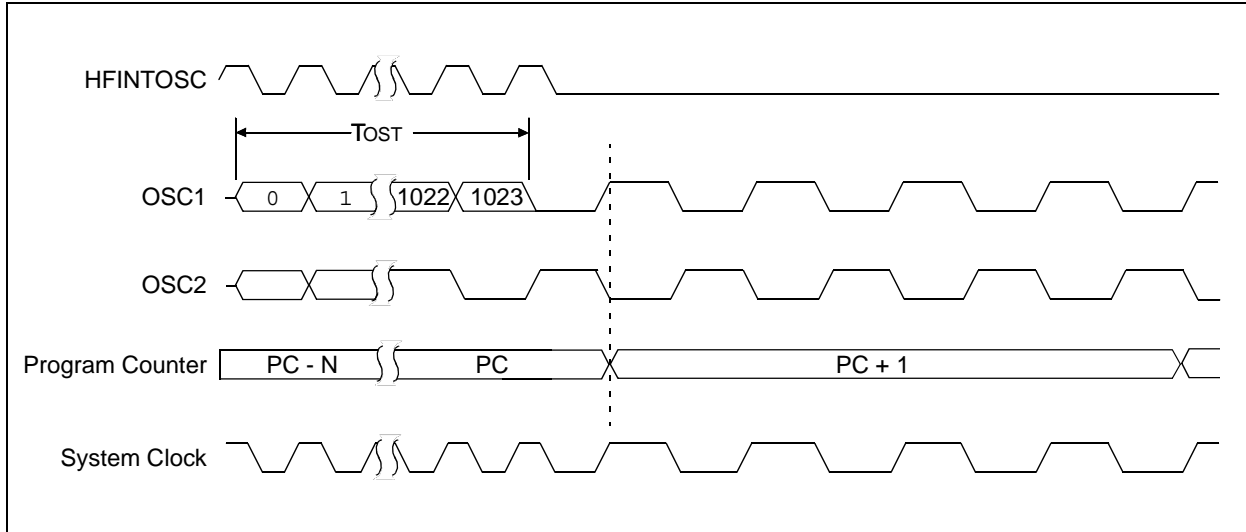 HFINTOSC
TOST
OSC1
0 1 1022 1023
OSC2
Program Counter
PC - N PC PC + 1
System Clock